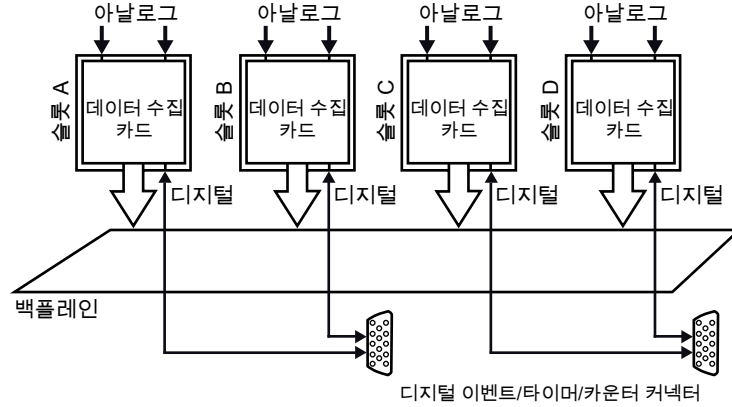 아날로그
아날로그
아날로그
아날로그
슬롯 A
데이터 수집
카드
슬롯 B
데이터 수집
카드
슬롯 C
데이터 수집
카드
슬롯 D
데이터 수집
카드
디지털
디지털
디지털
디지털
백플레인
디지털 이벤트/타이머/카운터 커넥터